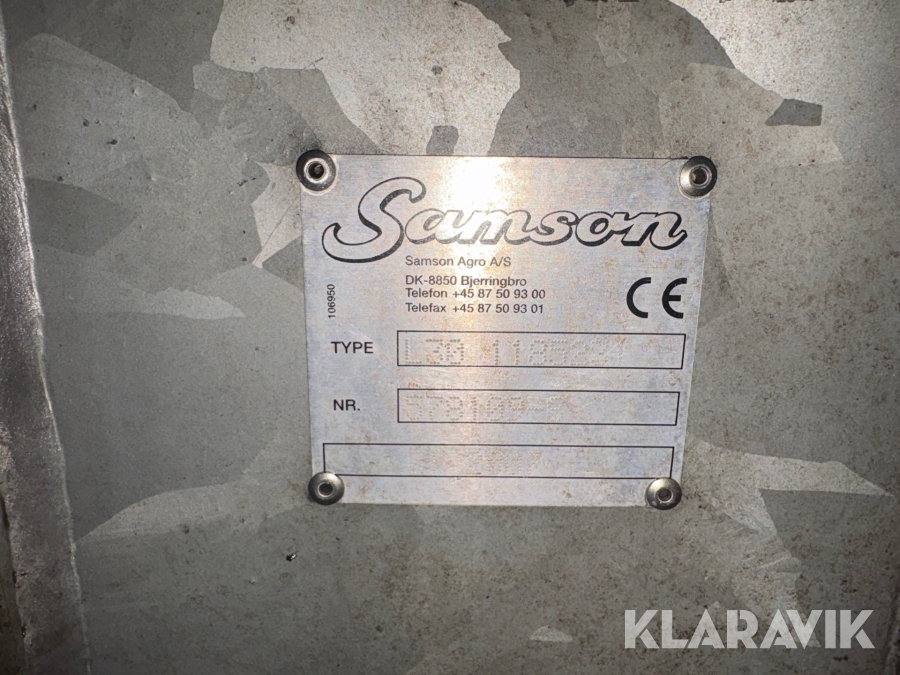 Samson
Samson Agro A/S
DK-8850 Bjerringbro
Telefon +45 87 50 93 00
Telefax +45 87 50 93 01
CE
106950
TYPE L30
NR.
KLARAVIK